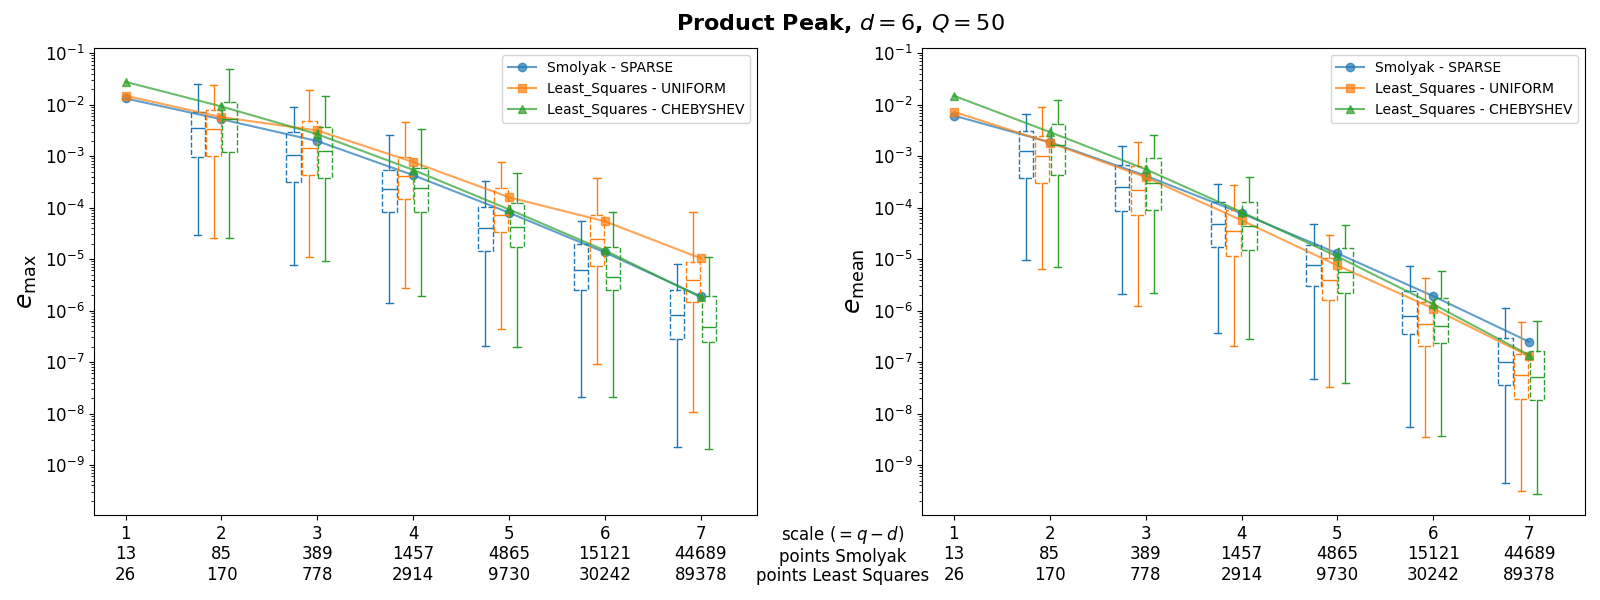 Product Peak, d = 6, Q = 50
Smolyak - SPARSE
Least_Squares - UNIFORM
Least_Squares - CHEBYSHEV
10⁻¹
10⁻²
10⁻³
10⁻⁴
10⁻⁵
10⁻⁶
10⁻⁷
10⁻⁸
10⁻⁹
e_max
1 2 3 4 5 6 7
13 85 389 1457 4865 15121 44689
26 170 778 2914 9730 30242 89378
scale (= q − d)
points Smolyak
points Least Squares
Smolyak - SPARSE
Least_Squares - UNIFORM
Least_Squares - CHEBYSHEV
10⁻¹
10⁻²
10⁻³
10⁻⁴
10⁻⁵
10⁻⁶
10⁻⁷
10⁻⁸
10⁻⁹
e_mean
1 2 3 4 5 6 7
13 85 389 1457 4865 15121 44689
26 170 778 2914 9730 30242 89378